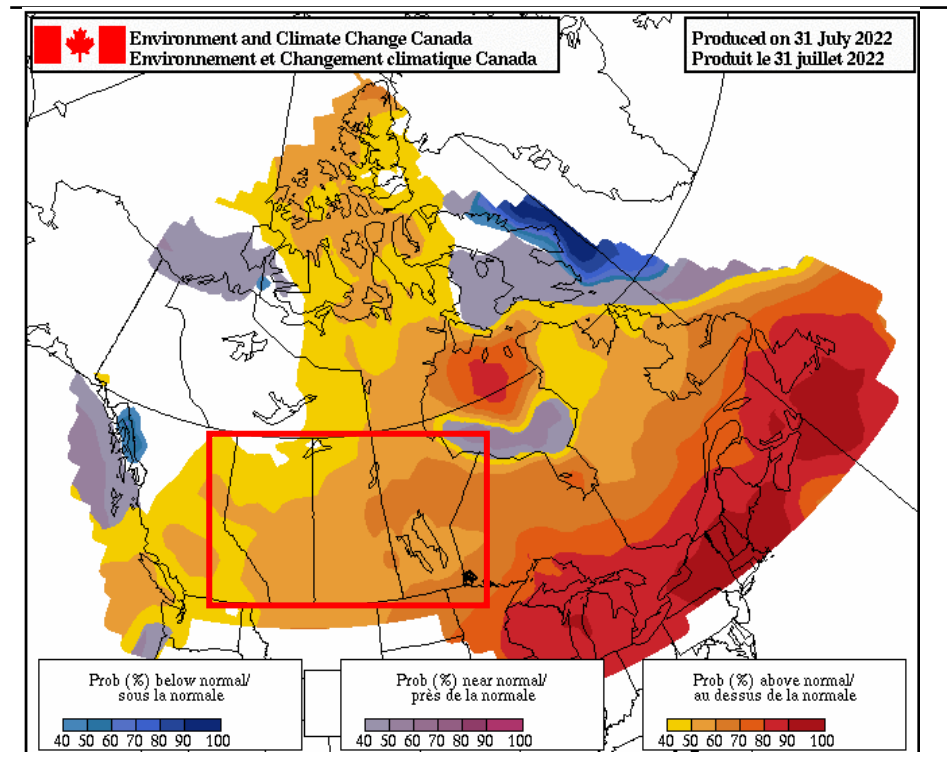 Environment and Climate Change Canada
Environnement et Changement climatique Canada
Produced on 31 July 2022
Produit le 31 juillet 2022
Prob (%) below normal/
sous la normale
40 50 60 70 80 90 100
Prob (%) near normal/
près de la normale
40 50 60 70 80 90 100
Prob (%) above normal/
au dessus de la normale
40 50 60 70 80 90 100